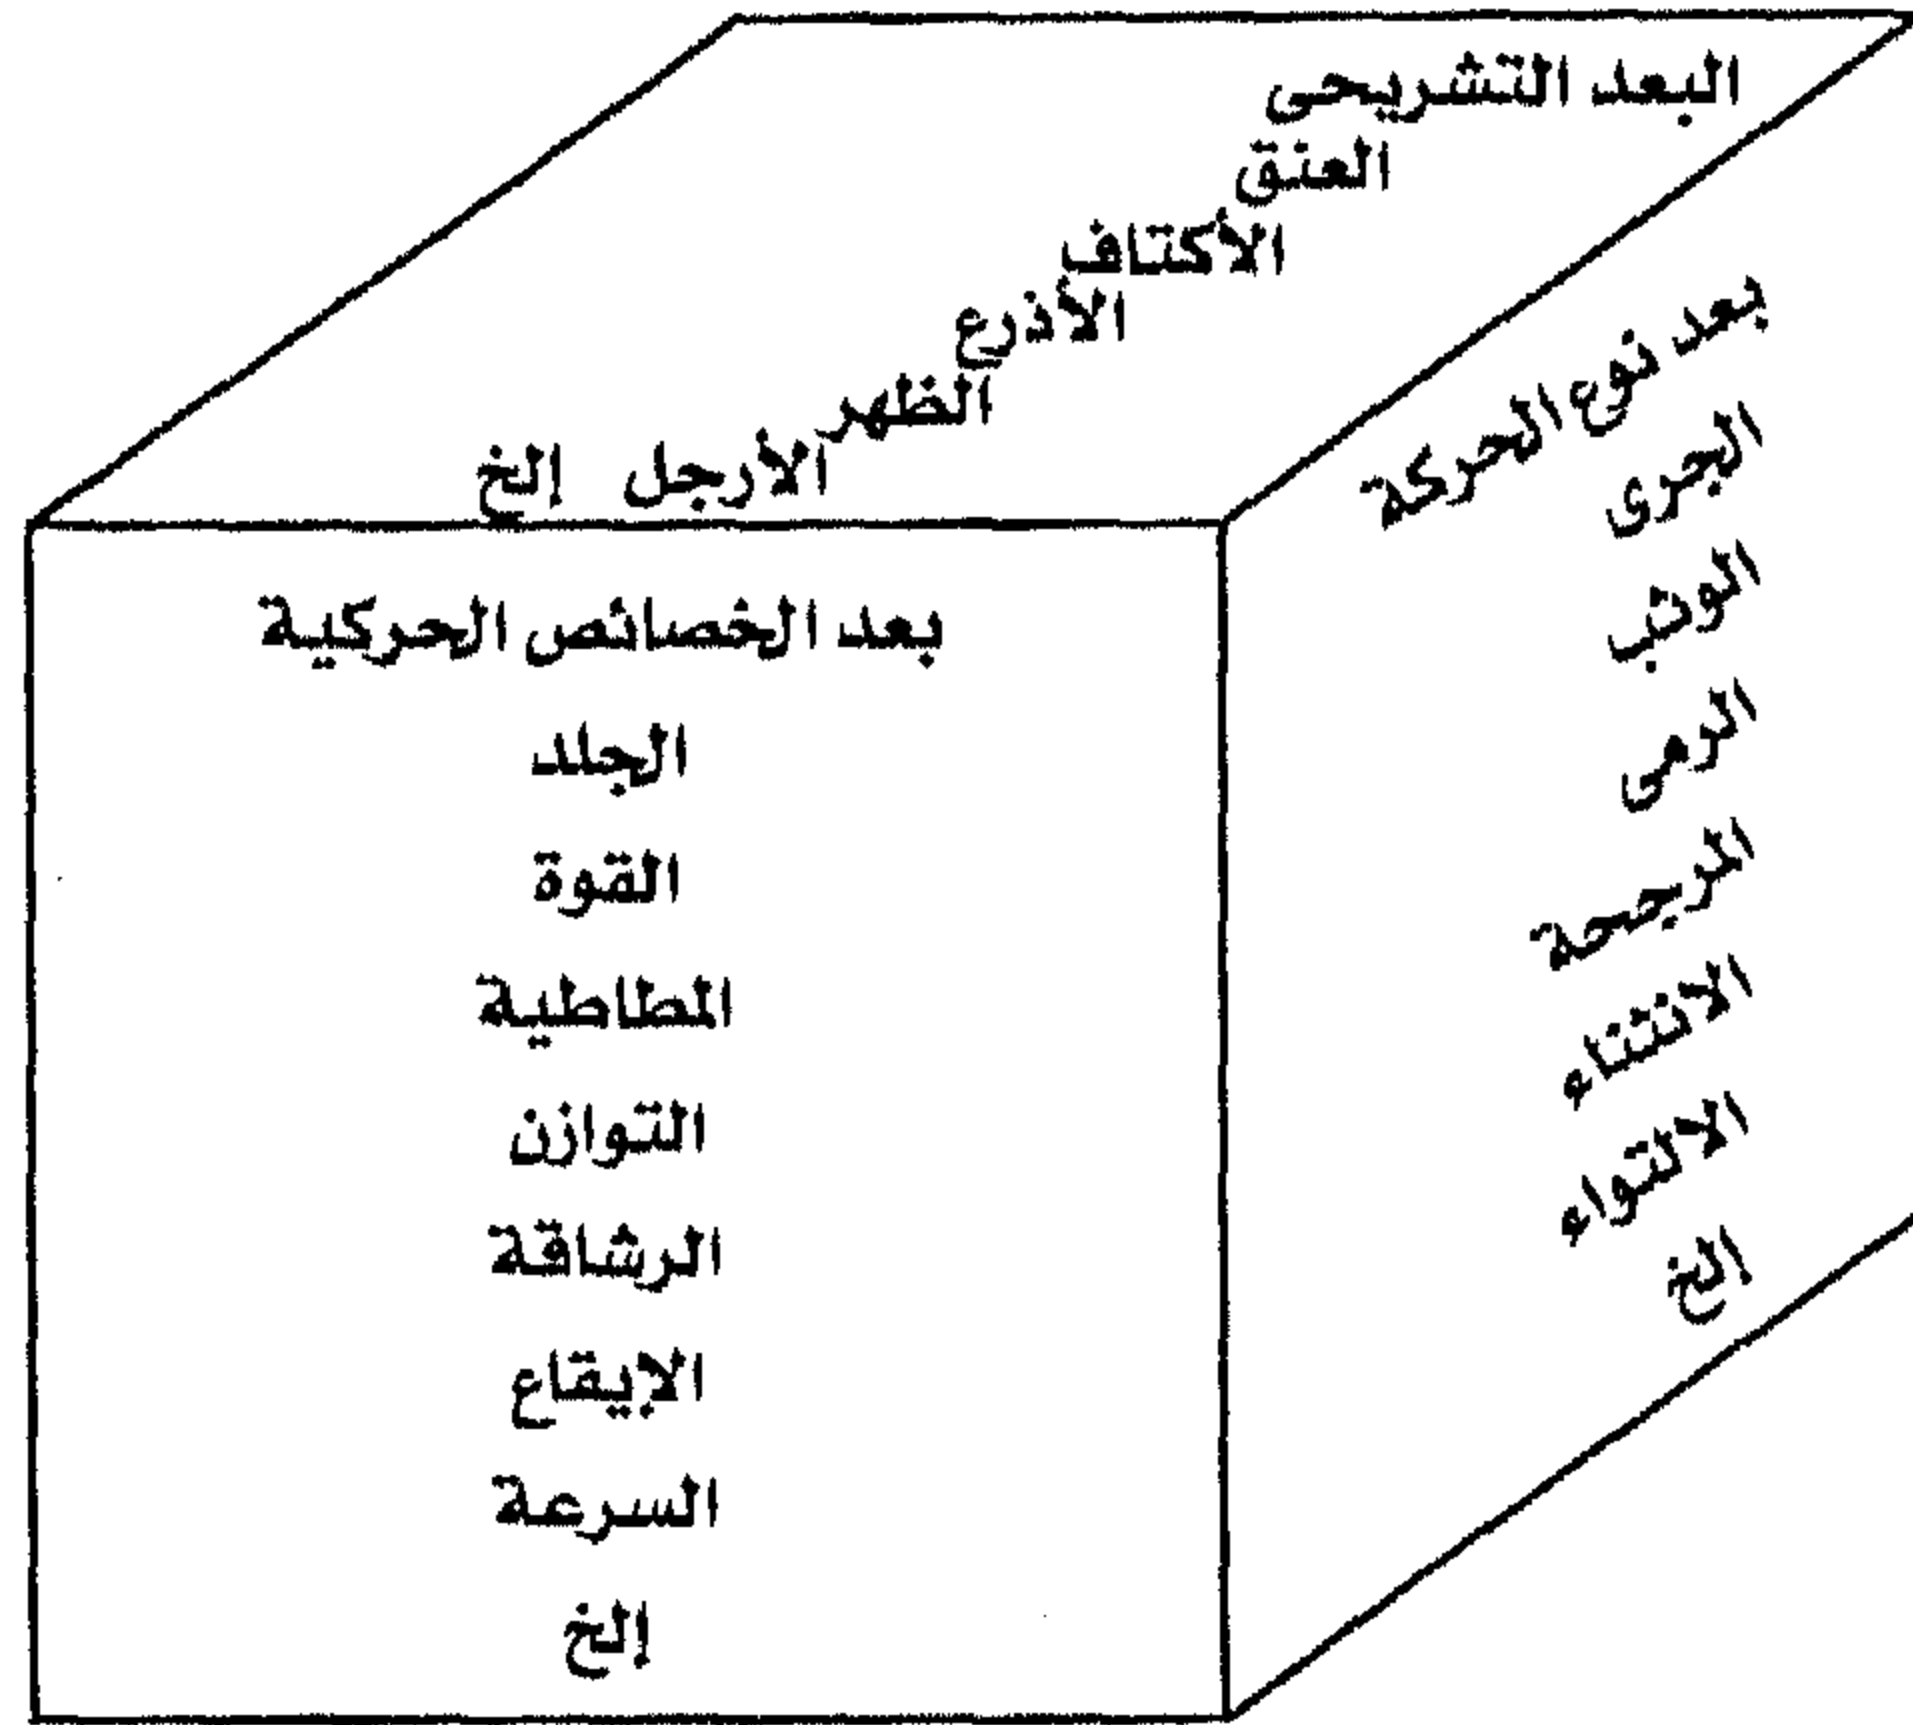 البعد التشريحى
العنق
الأكتاف
الأذرع
الظهر
الأرجل إلخ
بعد نوع الحركة
الجرى
الوثب
الرمى
المرجحة
الانثناء
الالتواء
إلخ
بعد الخصائص الحركية
الجلد
القوة
المطاطية
التوازن
الرشاقة
الإيقاع
السرعة
إلخ